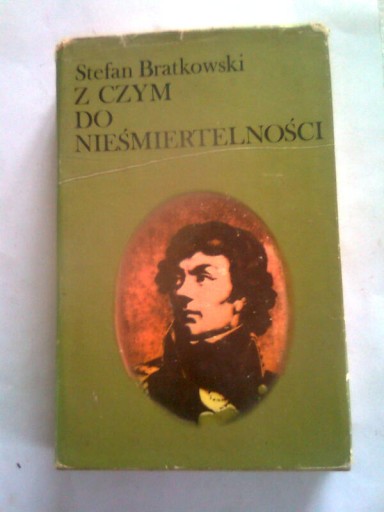 Stefan Bratkowski
Z CZYM
DO
NIEŚMIERTELNOŚCI